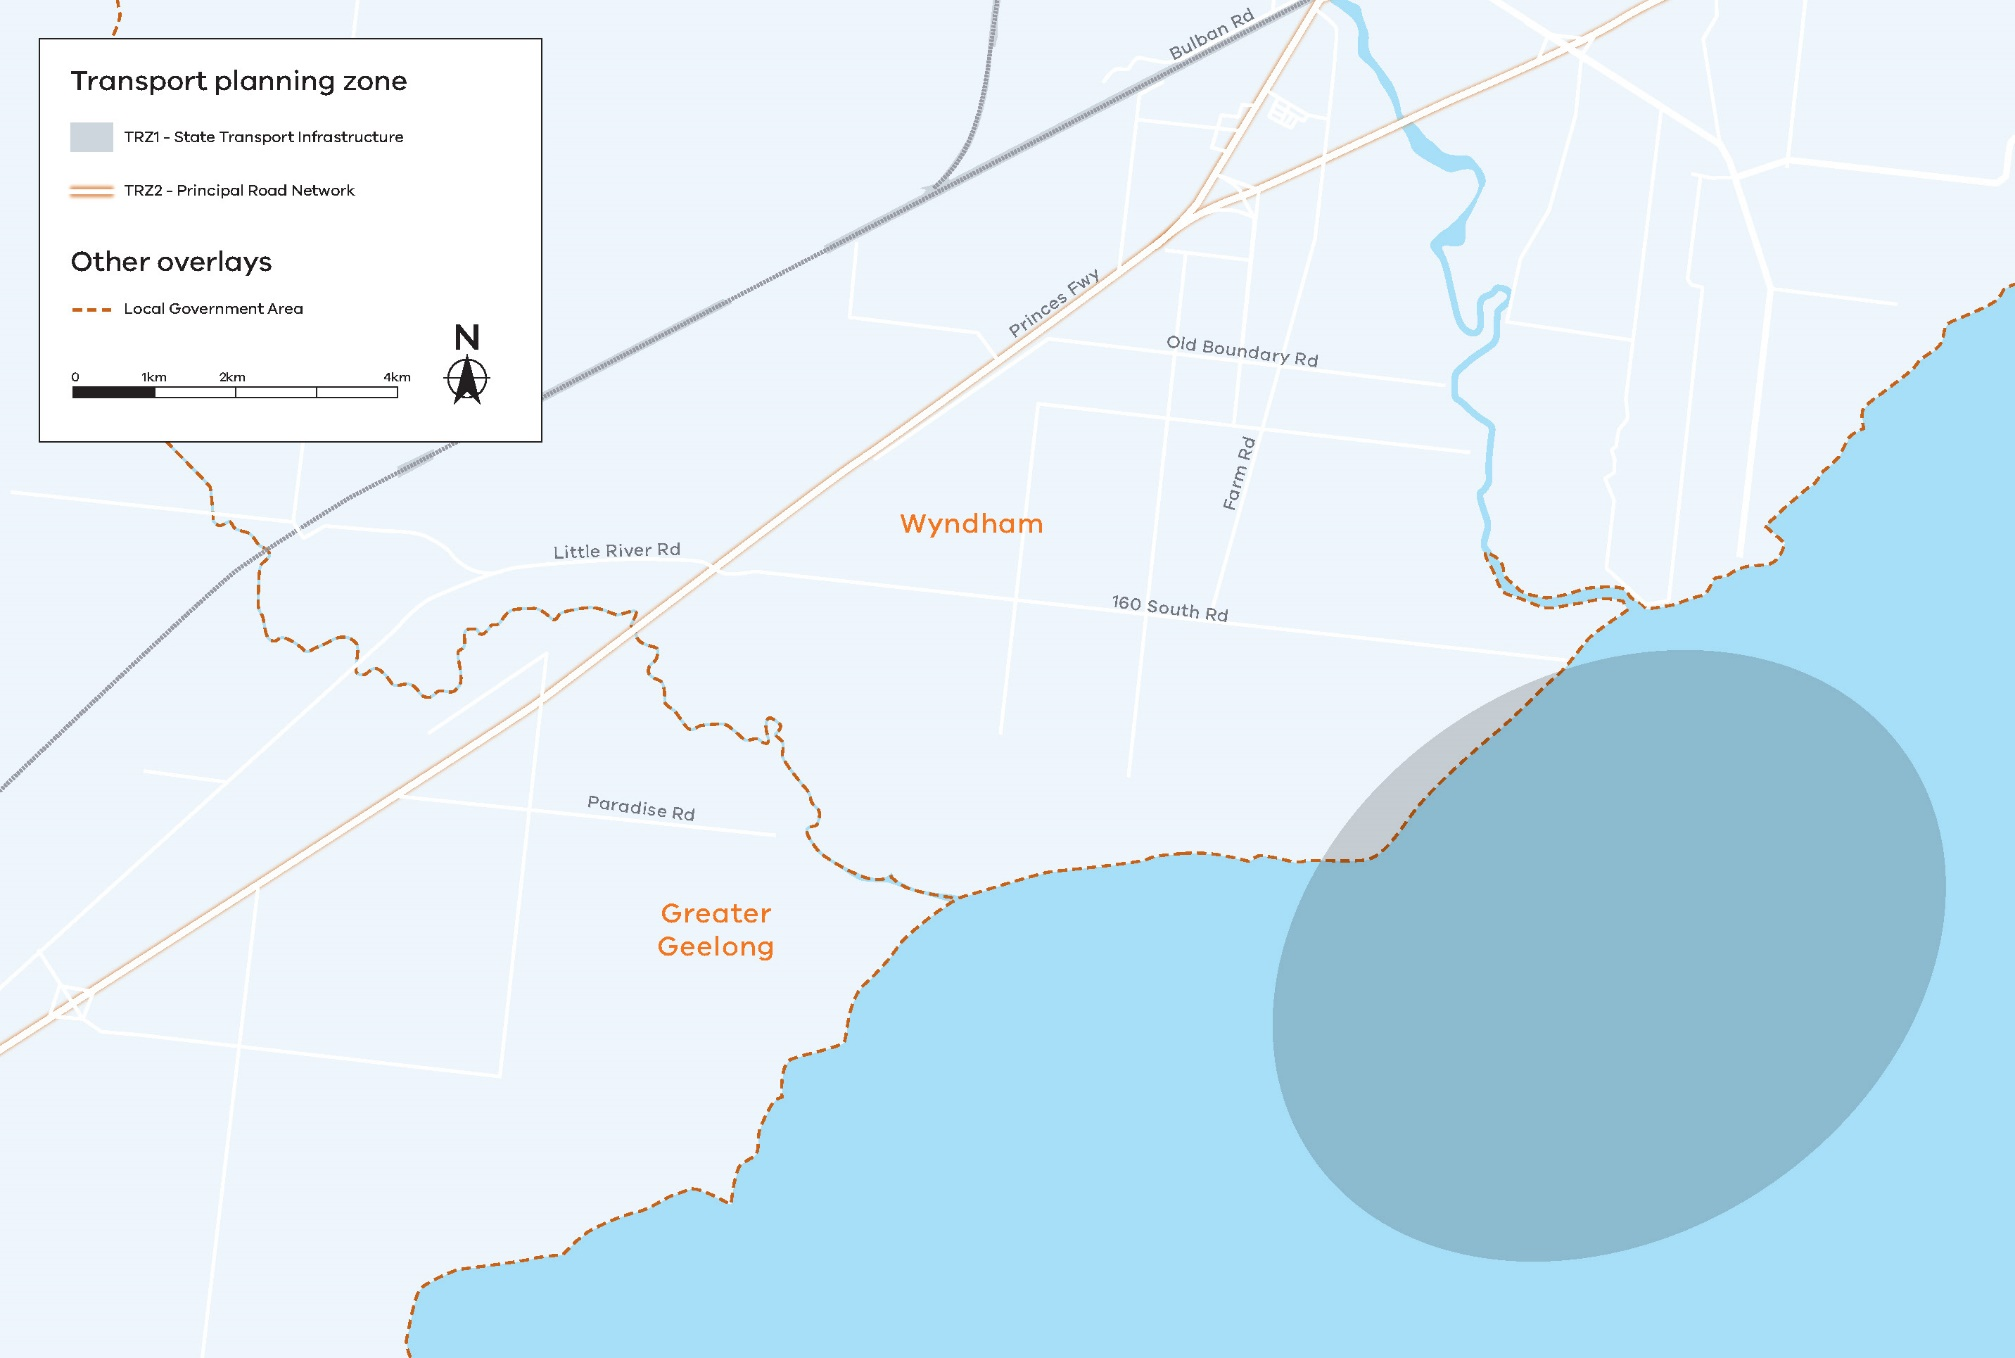 Transport planning zone
TRZ1 - State Transport Infrastructure
TRZ2 - Principal Road Network
Other overlays
Local Government Area
N
0 1km 2km 4km
Bulban Rd
Princes Fwy
Old Boundary Rd
Farm Rd
Wyndham
Little River Rd
160 South Rd
Paradise Rd
Greater
Geelong